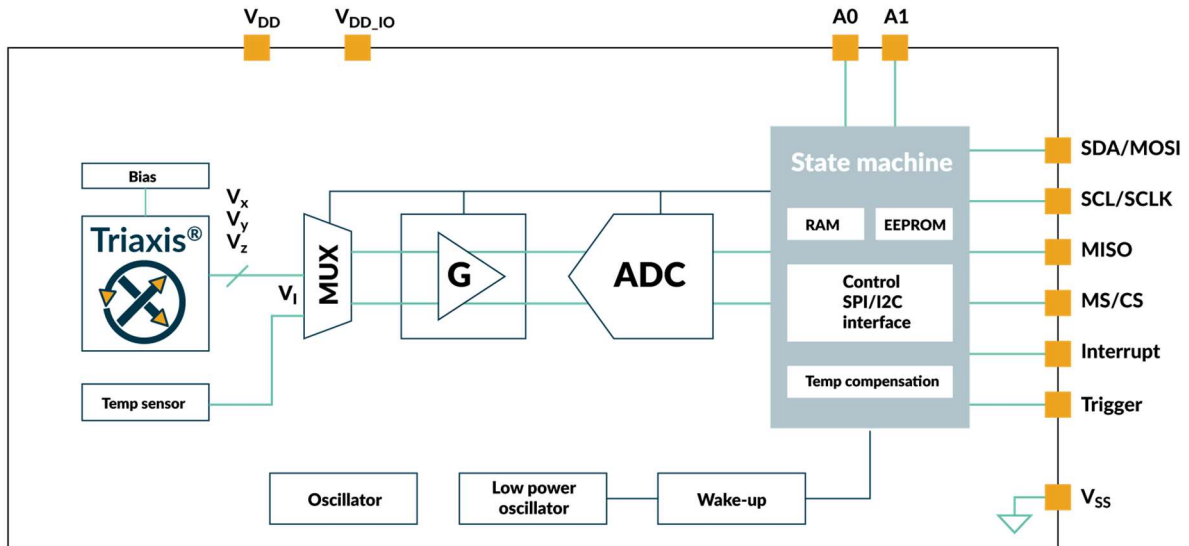 VDD
VDD_IO
A0
A1
State machine
SDA/MOSI
Bias
SCL/SCLK
Vx
Vy
Vz
Triaxis®
RAM
EEPROM
MISO
MUX
G
ADC
VI
Control
SPI/I2C
interface
MS/CS
Interrupt
Temp sensor
Temp compensation
Trigger
Oscillator
Low power
oscillator
Wake-up
VSS